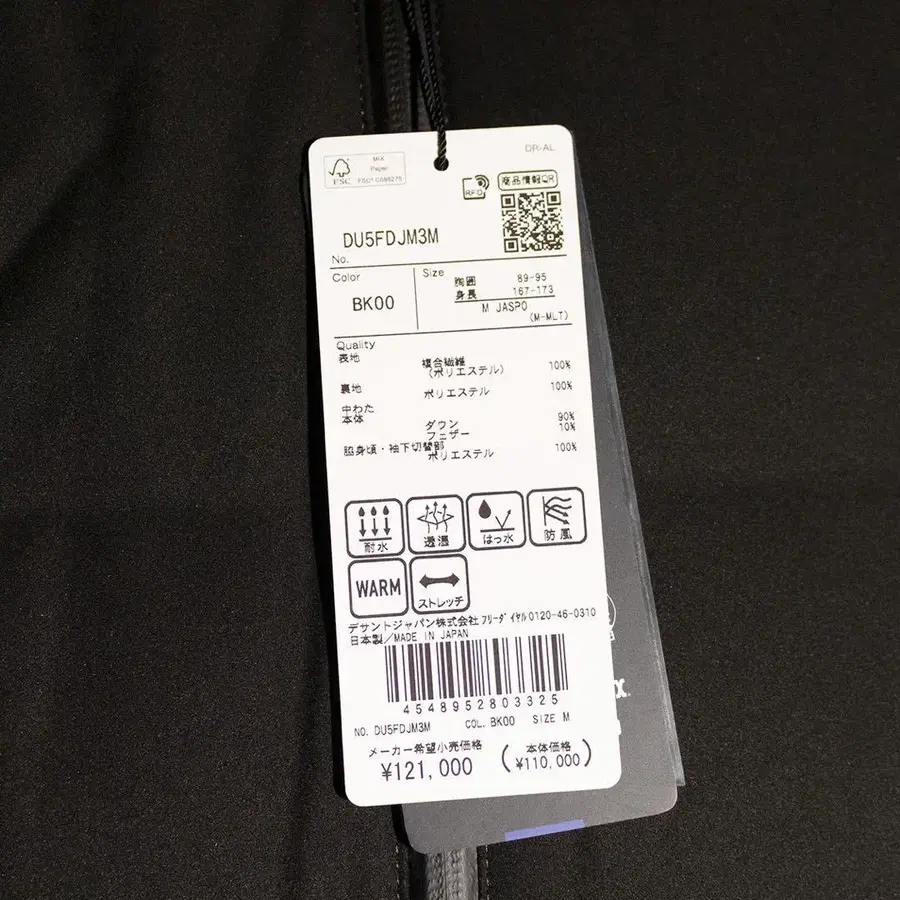 FSC
MIX
Paper
DR-AL
RFID
商品情報QR
DU5FDJM3M
No.
Color
BK00
Size
胸囲 89-95
身長 167-173
M JASPO
(M-MLT)
Quality
表地 複合繊維 100%
(ポリエステル)
裏地 ポリエステル 100%
中わた
本体 ダウン 90%
フェザー 10%
脇身頃・袖下切替部
ポリエステル 100%
耐水
透湿
はっ水
防風
WARM
ストレッチ
デサントジャパン株式会社 フリーダイヤル0120-46-0310
日本製/MADE IN JAPAN
4548952803325
NO. DU5FDJM3M COL. BK00 SIZE M
メーカー希望小売価格 (本体価格
¥121,000 ¥110,000)